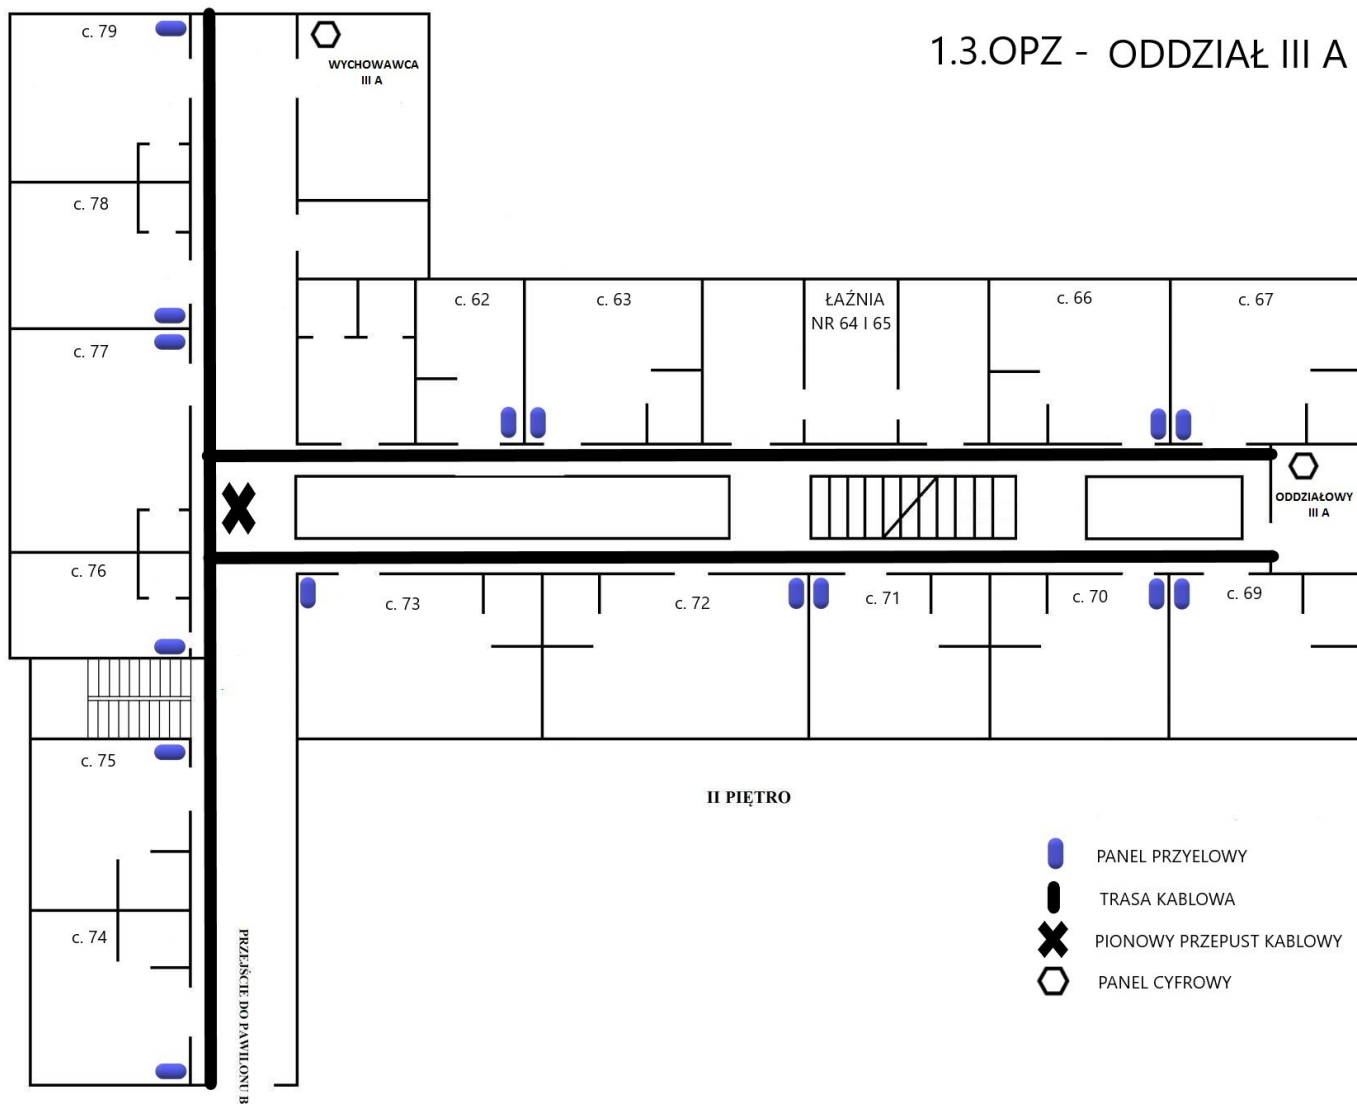 1.3.OPZ - ODDZIAŁ III A
c. 79
WYCHOWAWCA
III A
c. 78
c. 77
c. 62
c. 63
ŁAŹNIA
NR 64 I 65
c. 66
c. 67
ODDZIAŁOWY
III A
c. 76
c. 73
c. 72
c. 71
c. 70
c. 69
c. 75
II PIĘTRO
c. 74
PRZEJŚCIE DO PAWILONU B
PANEL PRZYELOWY
TRASA KABLOWA
PIONOWY PRZEPUST KABLOWY
PANEL CYFROWY